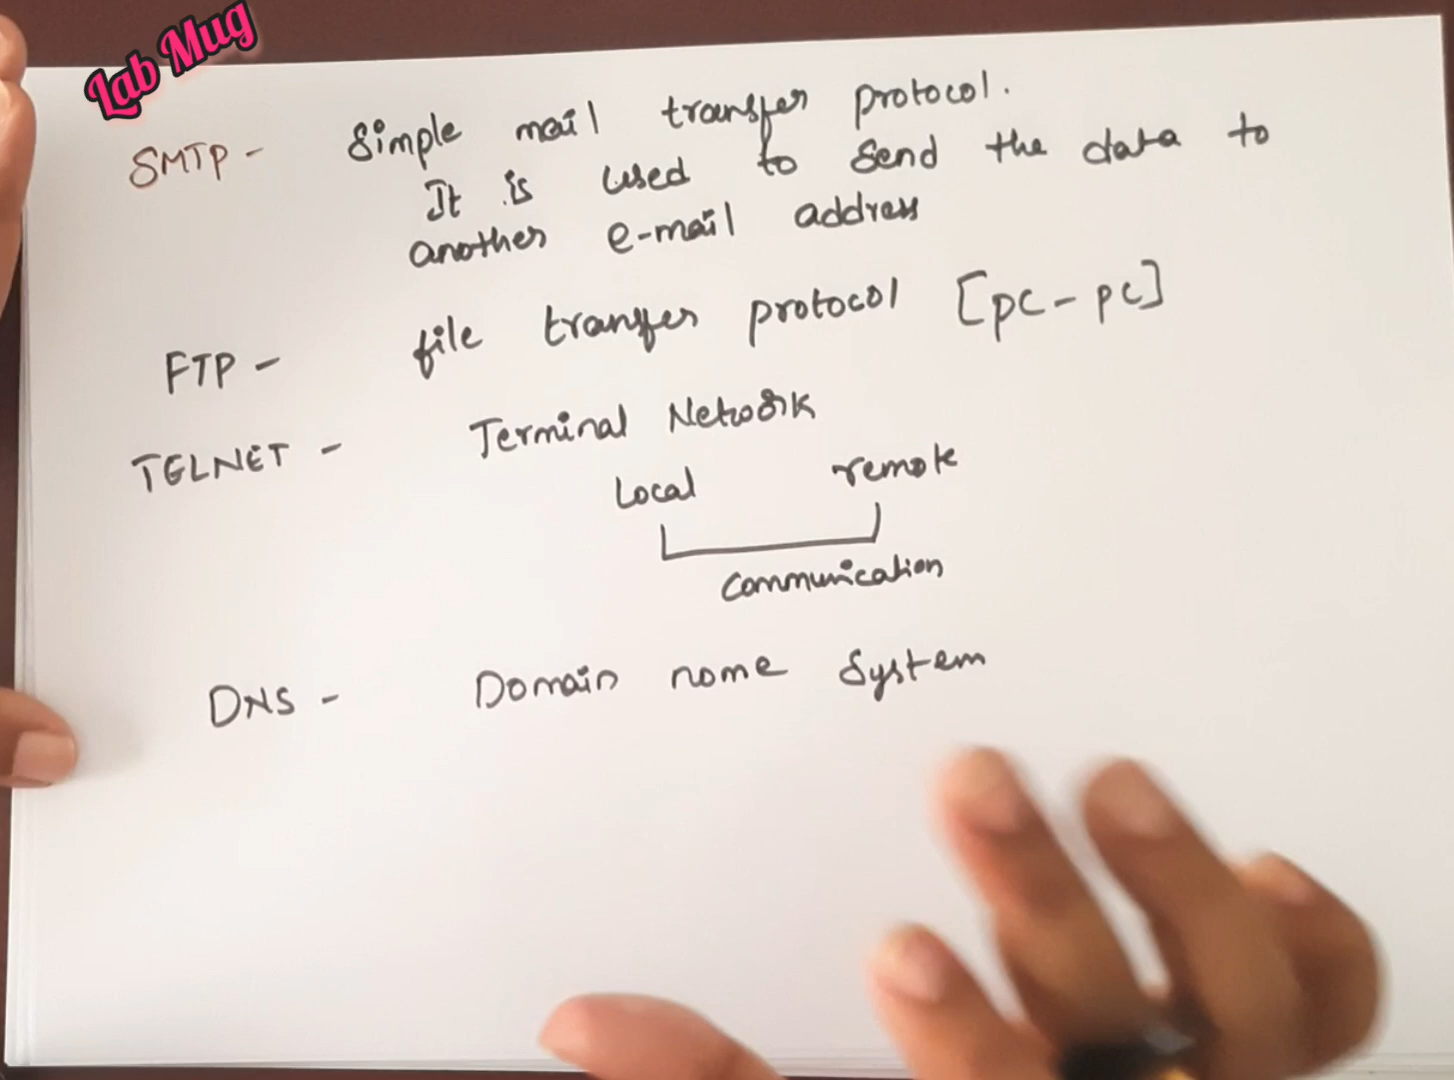 Lab Mug
SMTP - Simple mail transfer protocol.
It is used to send the data to
another e-mail address
FTP - file transfer protocol [pc-pc]
TELNET - Terminal Network
Local remote
Communication
DNS - Domain nome System